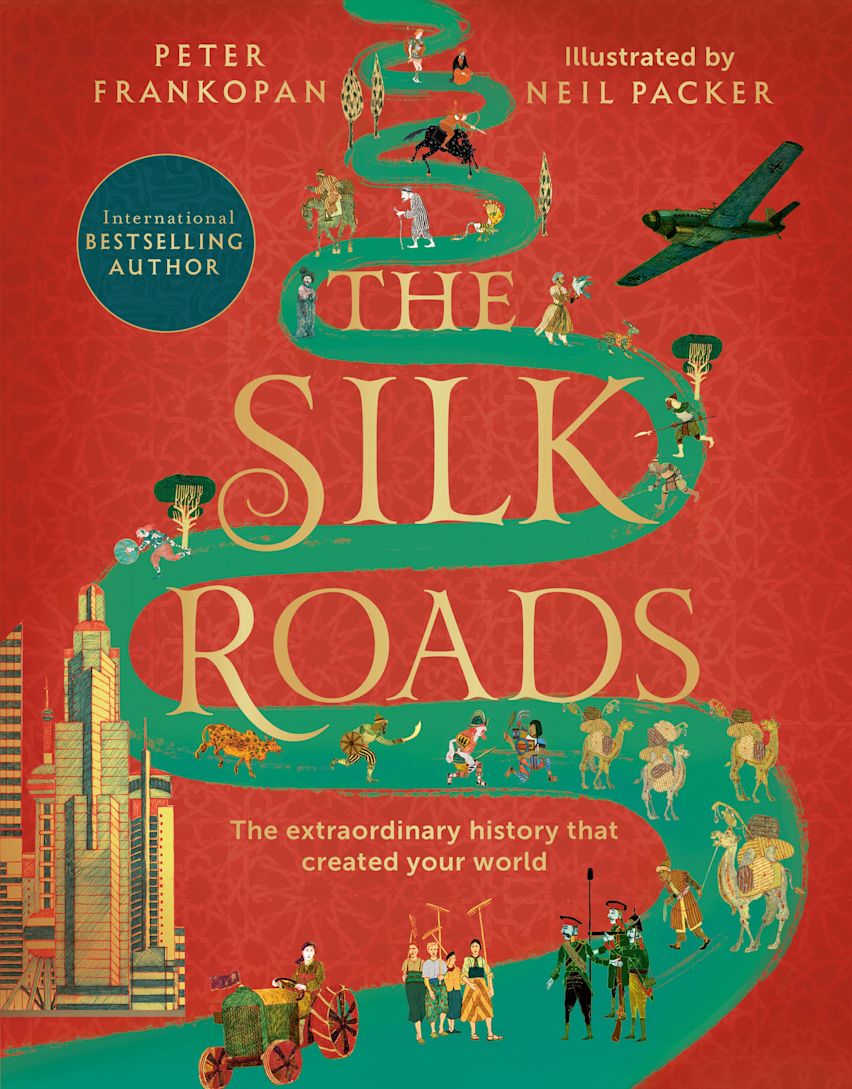 PETER
FRANKOPAN
Illustrated by
NEIL PACKER
International
BESTSELLING
AUTHOR
THE
SILK
ROADS
The extraordinary history that
created your world